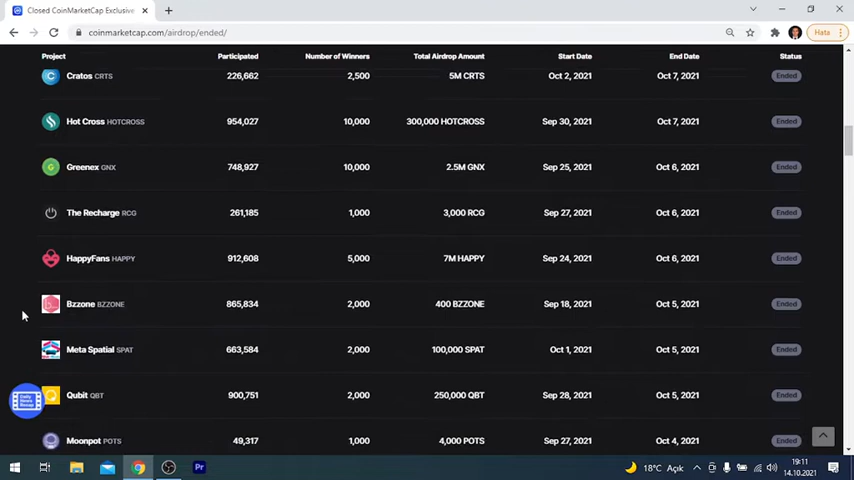 Closed CoinMarketCap Exclusive
coinmarketcap.com/airdrop/ended/
Hata
Project Participated Number of Winners Total Airdrop Amount Start Date End Date Status
Cratos CRTS 226,662 2,500 5M CRTS Oct 2, 2021 Oct 7, 2021 Ended
Hot Cross HOTCROSS 954,027 10,000 300,000 HOTCROSS Sep 30, 2021 Oct 7, 2021 Ended
Greenex GNX 748,927 10,000 2.5M GNX Sep 25, 2021 Oct 6, 2021 Ended
The Recharge RCG 261,185 1,000 3,000 RCG Sep 27, 2021 Oct 6, 2021 Ended
HappyFans HAPPY 912,608 5,000 7M HAPPY Sep 24, 2021 Oct 6, 2021 Ended
Bzzone BZZONE 865,834 2,000 400 BZZONE Sep 18, 2021 Oct 5, 2021 Ended
Meta Spatial SPAT 663,584 2,000 100,000 SPAT Oct 1, 2021 Oct 5, 2021 Ended
Qubit QBT 900,751 2,000 250,000 QBT Sep 28, 2021 Oct 5, 2021 Ended
Daily
News
Recap
Moonpot POTS 49,317 1,000 4,000 POTS Sep 27, 2021 Oct 4, 2021 Ended
Pr
18°C Açık
19:11
14.10.2021